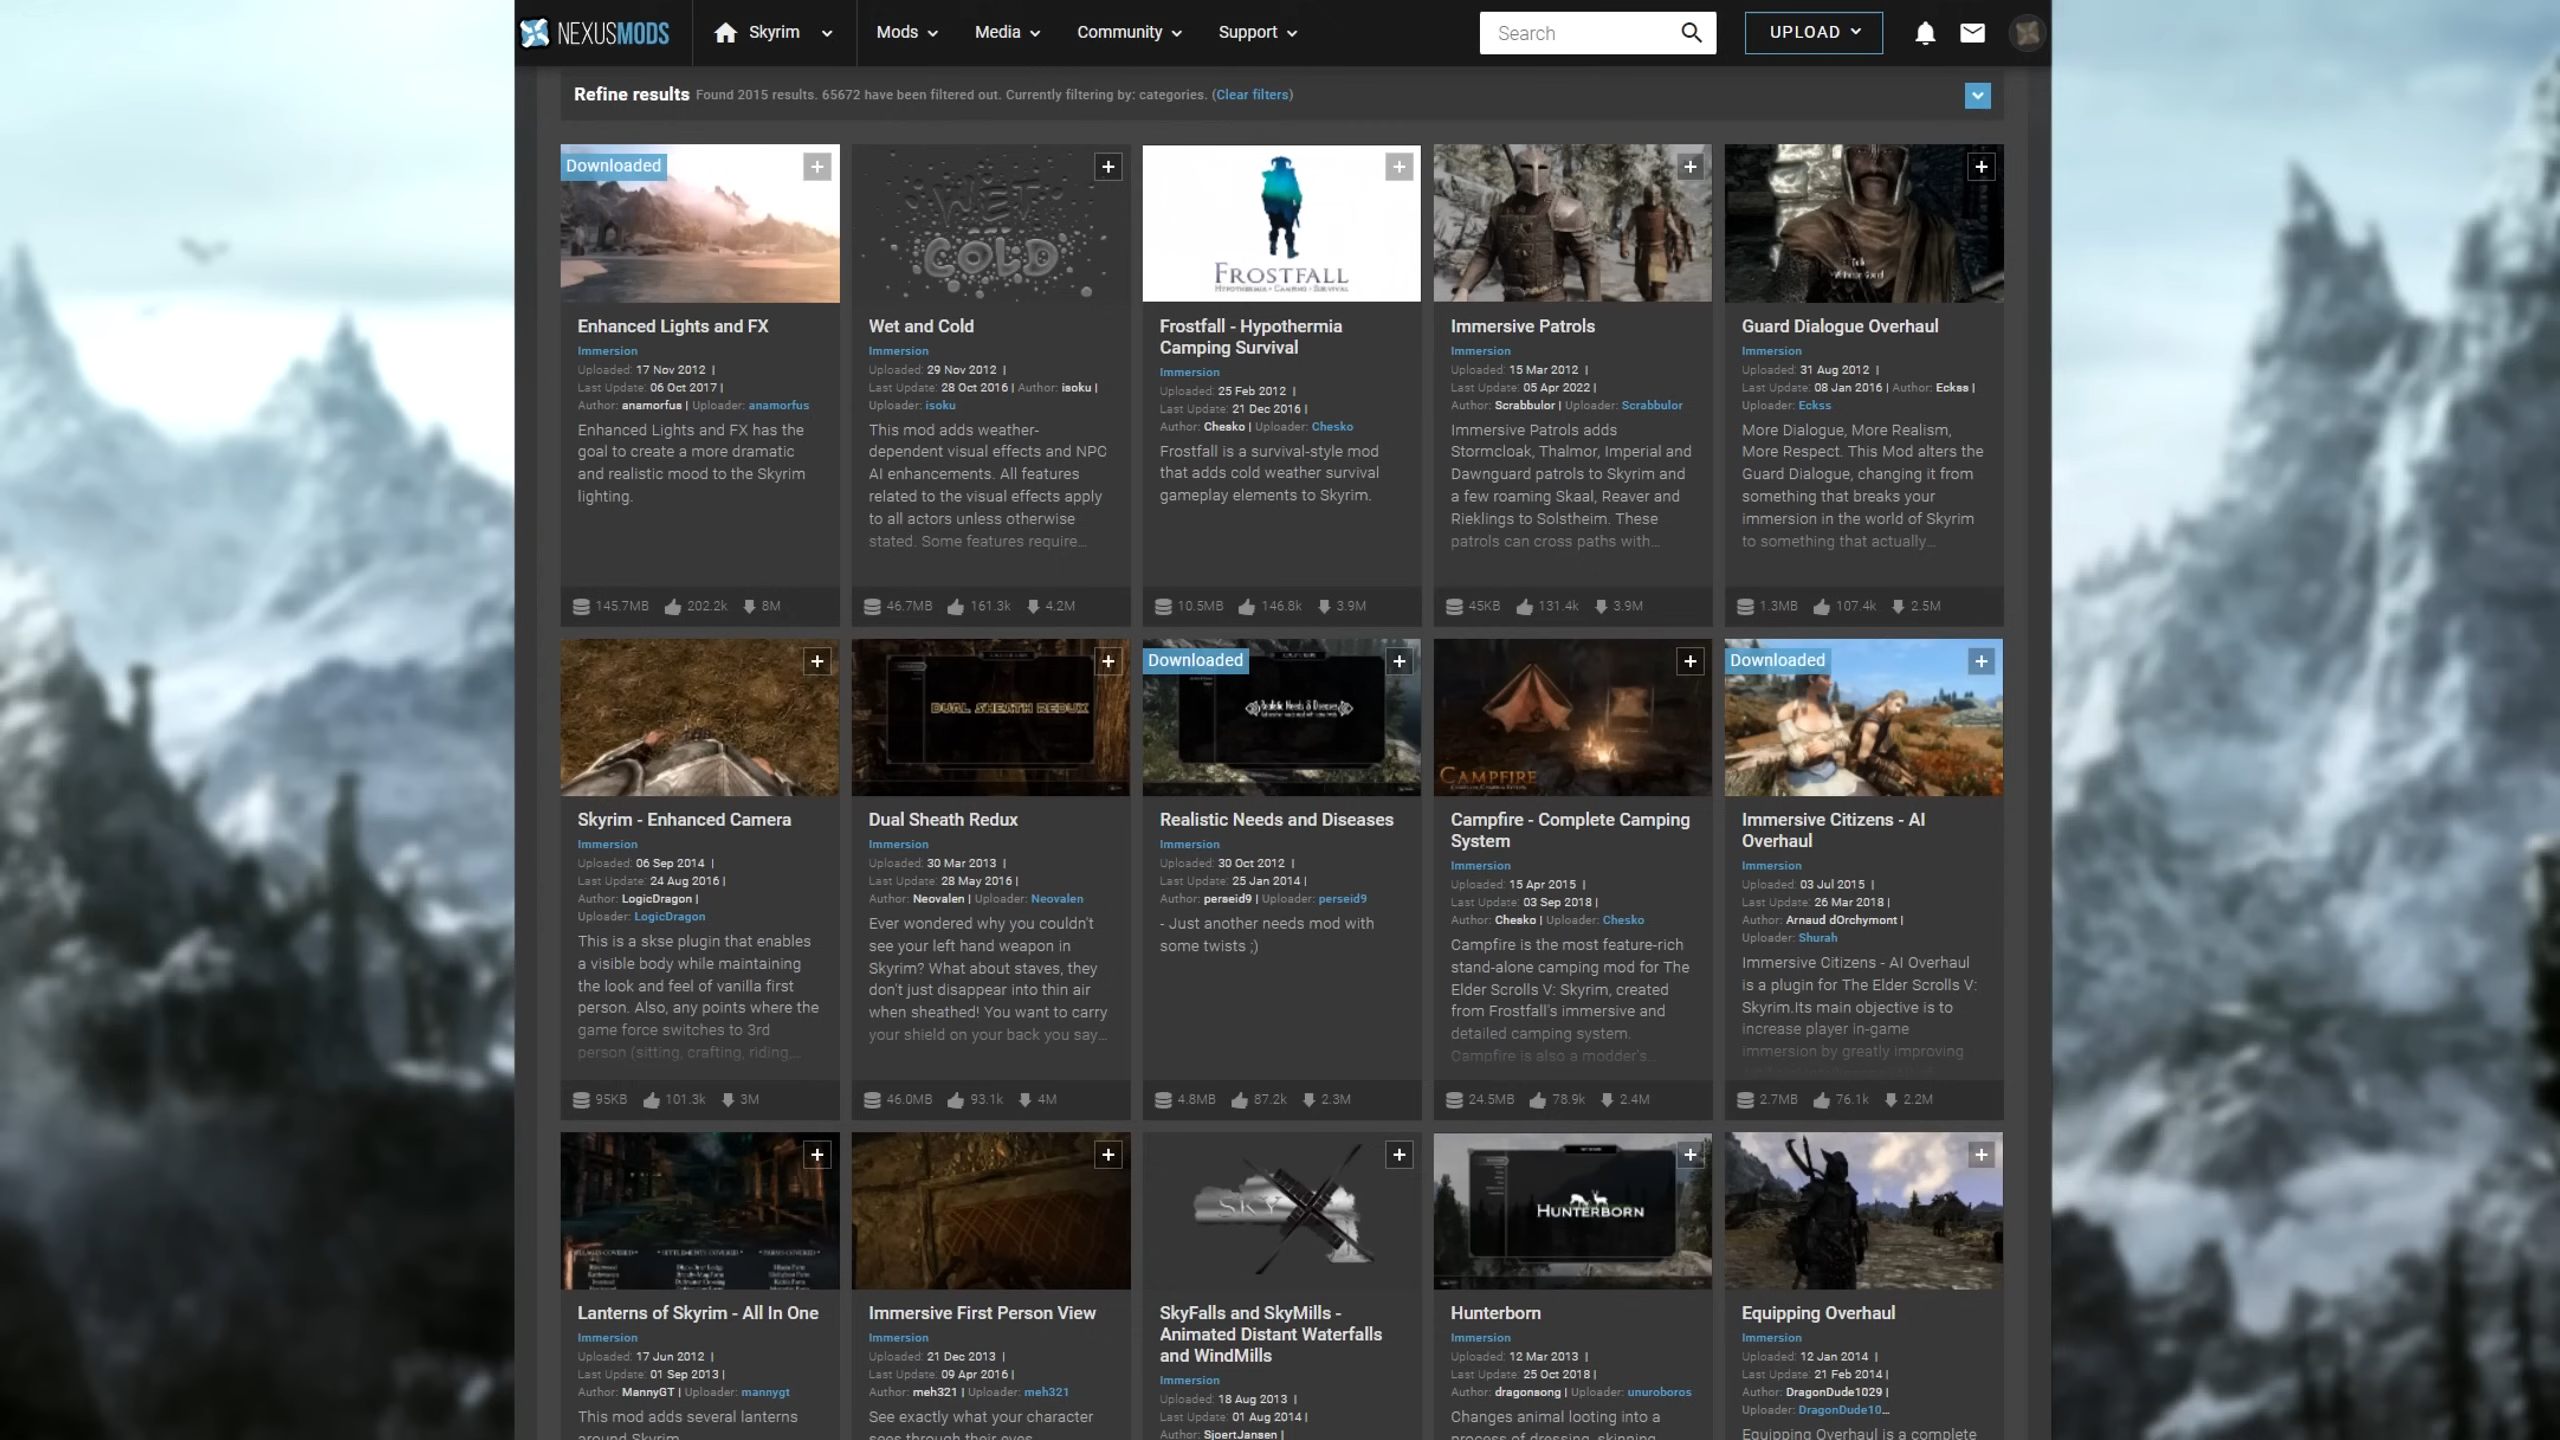 NEXUSMODS Skyrim Mods Media Community Support Search UPLOAD
Refine results Found 2015 results. 65672 have been filtered out. Currently filtering by: categories. (Clear filters)
Downloaded
WET
COLD
FROSTFALL
HYPOTHERMIA • CAMPING • SURVIVAL
Talk
Enhanced Lights and FX
Immersion
Uploaded: 17 Nov 2012 |
Last Update: 06 Oct 2017 |
Author: anamorfus | Uploader: anamorfus
Enhanced Lights and FX has the
goal to create a more dramatic
and realistic mood to the Skyrim
lighting.
145.7MB 202.2k 8M
Wet and Cold
Immersion
Uploaded: 29 Nov 2012 |
Last Update: 28 Oct 2016 | Author: isoku |
Uploader: isoku
This mod adds weather-
dependent visual effects and NPC
AI enhancements. All features
related to the visual effects apply
to all actors unless otherwise
stated. Some features require...
46.7MB 161.3k 4.2M
Frostfall - Hypothermia
Camping Survival
Immersion
Uploaded: 25 Feb 2012 |
Last Update: 21 Dec 2016 |
Author: Chesko | Uploader: Chesko
Frostfall is a survival-style mod
that adds cold weather survival
gameplay elements to Skyrim.
10.5MB 146.8k 3.9M
Immersive Patrols
Immersion
Uploaded: 15 Mar 2012 |
Last Update: 05 Apr 2022 |
Author: Scrabbulor | Uploader: Scrabbulor
Immersive Patrols adds
Stormcloak, Thalmor, Imperial and
Dawnguard patrols to Skyrim and
a few roaming Skaal, Reaver and
Rieklings to Solstheim. These
patrols can cross paths with...
45KB 131.4k 3.9M
Guard Dialogue Overhaul
Immersion
Uploaded: 31 Aug 2012 |
Last Update: 08 Jan 2016 | Author: Eckss |
Uploader: Eckss
More Dialogue, More Realism,
More Respect. This Mod alters the
Guard Dialogue, changing it from
something that breaks your
immersion in the world of Skyrim
to something that actually...
1.3MB 107.4k 2.5M
DUAL SHEATH REDUX
Downloaded
Realistic Needs & Diseases
CAMPFIRE
COMPLETE CAMPING SYSTEM
Downloaded
Skyrim - Enhanced Camera
Immersion
Uploaded: 06 Sep 2014 |
Last Update: 24 Aug 2016 |
Author: LogicDragon |
Uploader: LogicDragon
This is a skse plugin that enables
a visible body while maintaining
the look and feel of vanilla first
person. Also, any points where the
game force switches to 3rd
person (sitting, crafting, riding,...
95KB 101.3k 3M
Dual Sheath Redux
Immersion
Uploaded: 30 Mar 2013 |
Last Update: 28 May 2016 |
Author: Neovalen | Uploader: Neovalen
Ever wondered why you couldn't
see your left hand weapon in
Skyrim? What about staves, they
don't just disappear into thin air
when sheathed! You want to carry
your shield on your back you say...
46.0MB 93.1k 4M
Realistic Needs and Diseases
Immersion
Uploaded: 30 Oct 2012 |
Last Update: 25 Jan 2014 |
Author: perseid9 | Uploader: perseid9
- Just another needs mod with
some twists ;)
4.8MB 87.2k 2.3M
Campfire - Complete Camping
System
Immersion
Uploaded: 15 Apr 2015 |
Last Update: 03 Sep 2018 |
Author: Chesko | Uploader: Chesko
Campfire is the most feature-rich
stand-alone camping mod for The
Elder Scrolls V: Skyrim, created
from Frostfall's immersive and
detailed camping system.
Campfire is also a modder's...
24.5MB 78.9k 2.4M
Immersive Citizens - AI
Overhaul
Immersion
Uploaded: 03 Jul 2015 |
Last Update: 26 Mar 2018 |
Author: Arnaud dOrchymont |
Uploader: Shurah
Immersive Citizens - AI Overhaul
is a plugin for The Elder Scrolls V:
Skyrim.Its main objective is to
increase player in-game
immersion by greatly improving
2.7MB 76.1k 2.2M
SKY
HUNTERBORN
Lanterns of Skyrim - All In One
Immersion
Uploaded: 17 Jun 2012 |
Last Update: 01 Sep 2013 |
Author: MannyGT | Uploader: mannygt
This mod adds several lanterns
around Skyrim
Immersive First Person View
Immersion
Uploaded: 21 Dec 2013 |
Last Update: 09 Apr 2016 |
Author: meh321 | Uploader: meh321
See exactly what your character
sees through their eyes
SkyFalls and SkyMills -
Animated Distant Waterfalls
and WindMills
Immersion
Uploaded: 18 Aug 2013 |
Last Update: 01 Aug 2014 |
Author: SjoertJansen |
Hunterborn
Immersion
Uploaded: 12 Mar 2013 |
Last Update: 25 Oct 2018 |
Author: dragonsong | Uploader: unuroboros
Changes animal looting into a
process of dressing, skinning
Equipping Overhaul
Immersion
Uploaded: 12 Jan 2014 |
Last Update: 21 Feb 2014 |
Author: DragonDude1029 |
Uploader: DragonDude10...
Equipping Overhaul is a complete